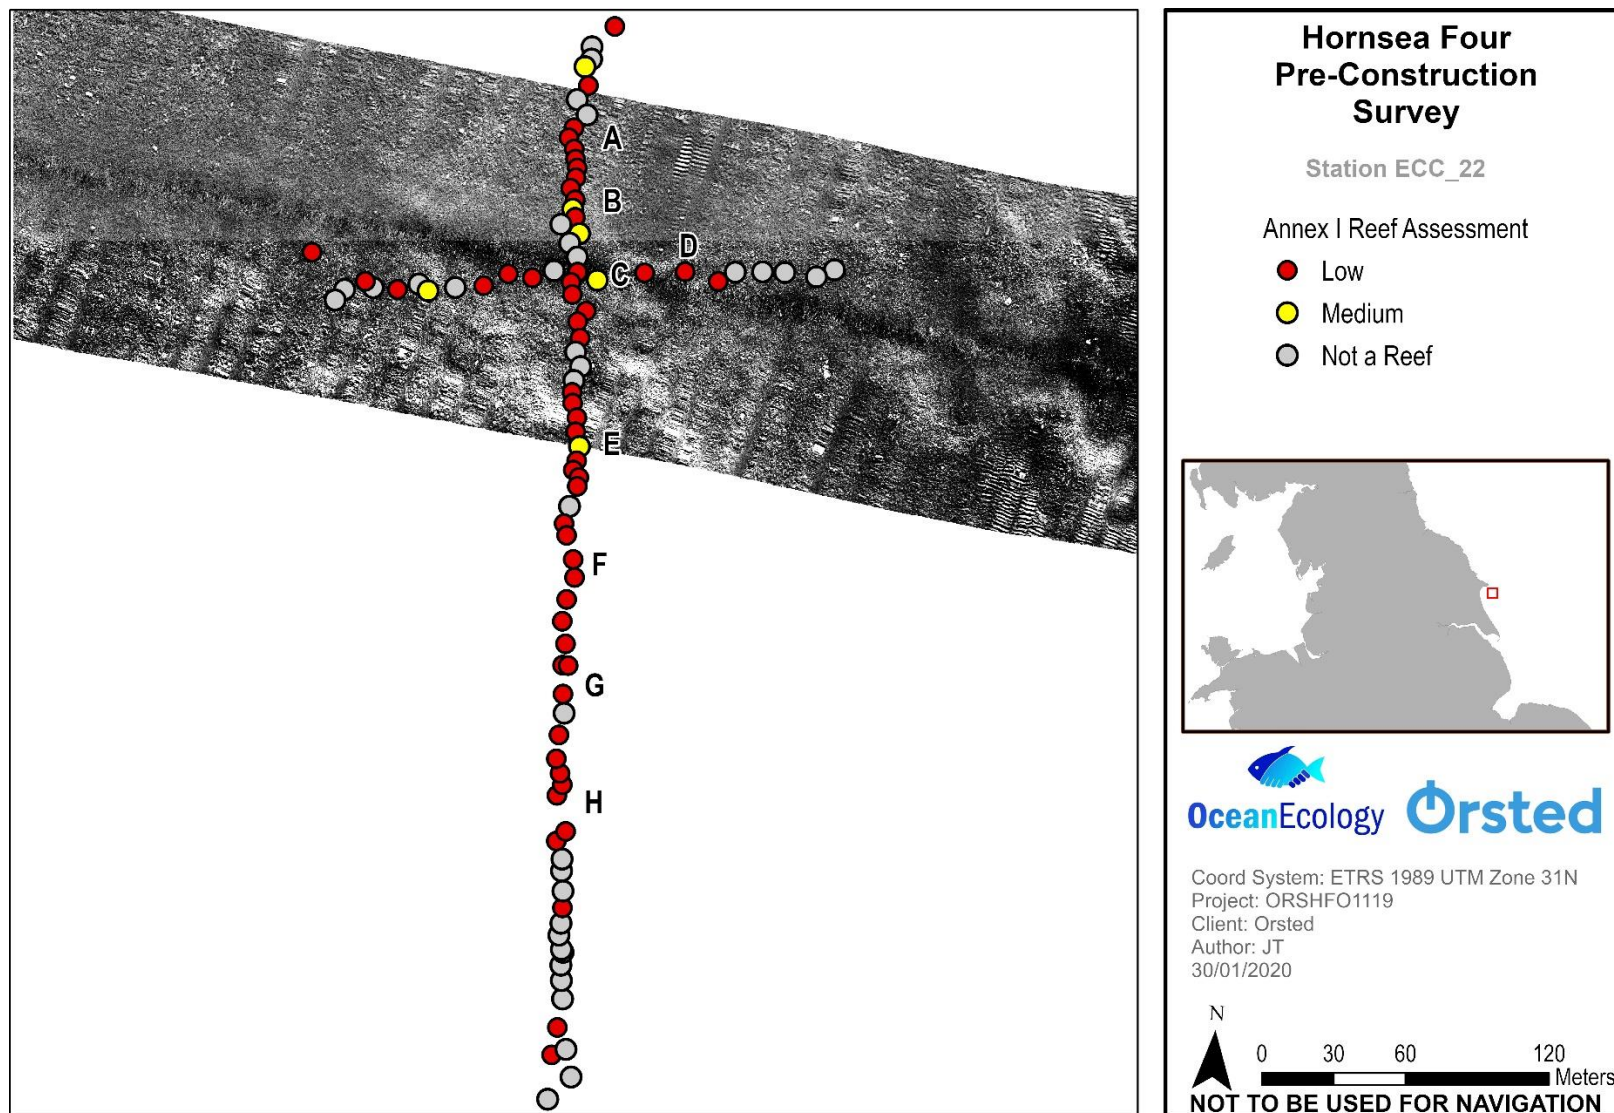 Hornsea Four
Pre-Construction
Survey
Station ECC_22
Annex I Reef Assessment
Low
Medium
Not a Reef
A
B
C
D
E
F
G
H
OceanEcology
Orsted
Coord System: ETRS 1989 UTM Zone 31N
Project: ORSHFO1119
Client: Orsted
Author: JT
30/01/2020
N
0 30 60 120
Meters
NOT TO BE USED FOR NAVIGATION